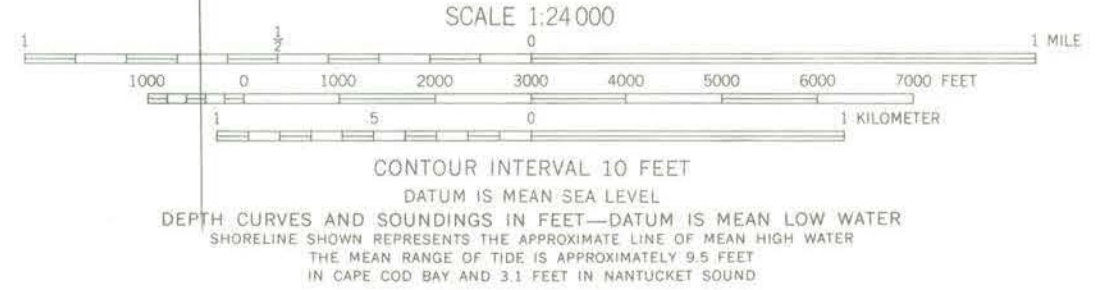 SCALE 1:24 000
1 ½ 0 1 MILE
1000 0 1000 2000 3000 4000 5000 6000 7000 FEET
1 .5 0 1 KILOMETER
CONTOUR INTERVAL 10 FEET
DATUM IS MEAN SEA LEVEL
DEPTH CURVES AND SOUNDINGS IN FEET—DATUM IS MEAN LOW WATER
SHORELINE SHOWN REPRESENTS THE APPROXIMATE LINE OF MEAN HIGH WATER
THE MEAN RANGE OF TIDE IS APPROXIMATELY 9.5 FEET
IN CAPE COD BAY AND 3.1 FEET IN NANTUCKET SOUND